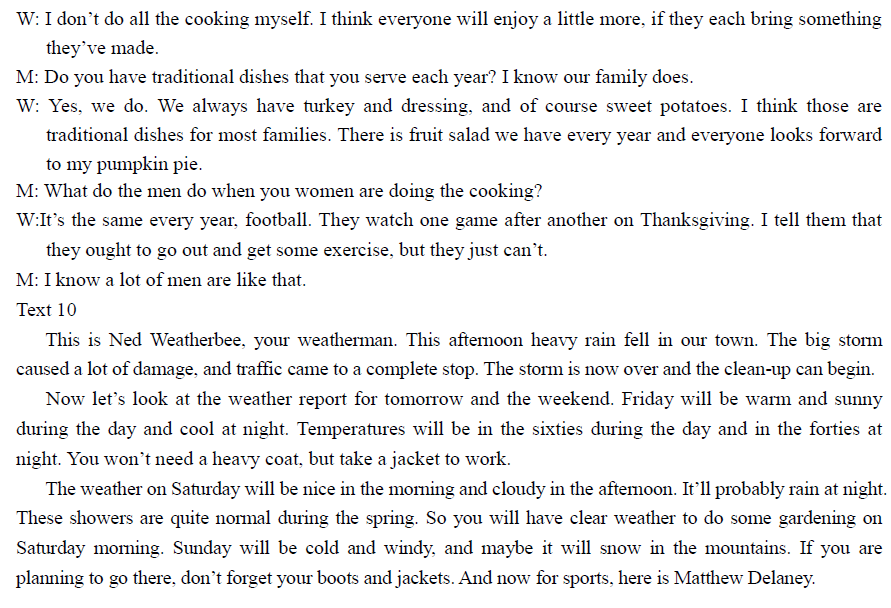 W: I don't do all the cooking myself. I think everyone will enjoy a little more, if they each bring something
they've made.
M: Do you have traditional dishes that you serve each year? I know our family does.
W: Yes, we do. We always have turkey and dressing, and of course sweet potatoes. I think those are
traditional dishes for most families. There is fruit salad we have every year and everyone looks forward
to my pumpkin pie.
M: What do the men do when you women are doing the cooking?
W:It's the same every year, football. They watch one game after another on Thanksgiving. I tell them that
they ought to go out and get some exercise, but they just can't.
M: I know a lot of men are like that.
Text 10
This is Ned Weatherbee, your weatherman. This afternoon heavy rain fell in our town. The big storm
caused a lot of damage, and traffic came to a complete stop. The storm is now over and the clean-up can begin.
Now let's look at the weather report for tomorrow and the weekend. Friday will be warm and sunny
during the day and cool at night. Temperatures will be in the sixties during the day and in the forties at
night. You won't need a heavy coat, but take a jacket to work.
The weather on Saturday will be nice in the morning and cloudy in the afternoon. It'll probably rain at night.
These showers are quite normal during the spring. So you will have clear weather to do some gardening on
Saturday morning. Sunday will be cold and windy, and maybe it will snow in the mountains. If you are
planning to go there, don't forget your boots and jackets. And now for sports, here is Matthew Delaney.